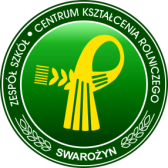 ZESPÓŁ SZKÓŁ • CENTRUM KSZTAŁCENIA ROLNICZEGO
SWAROŻYN